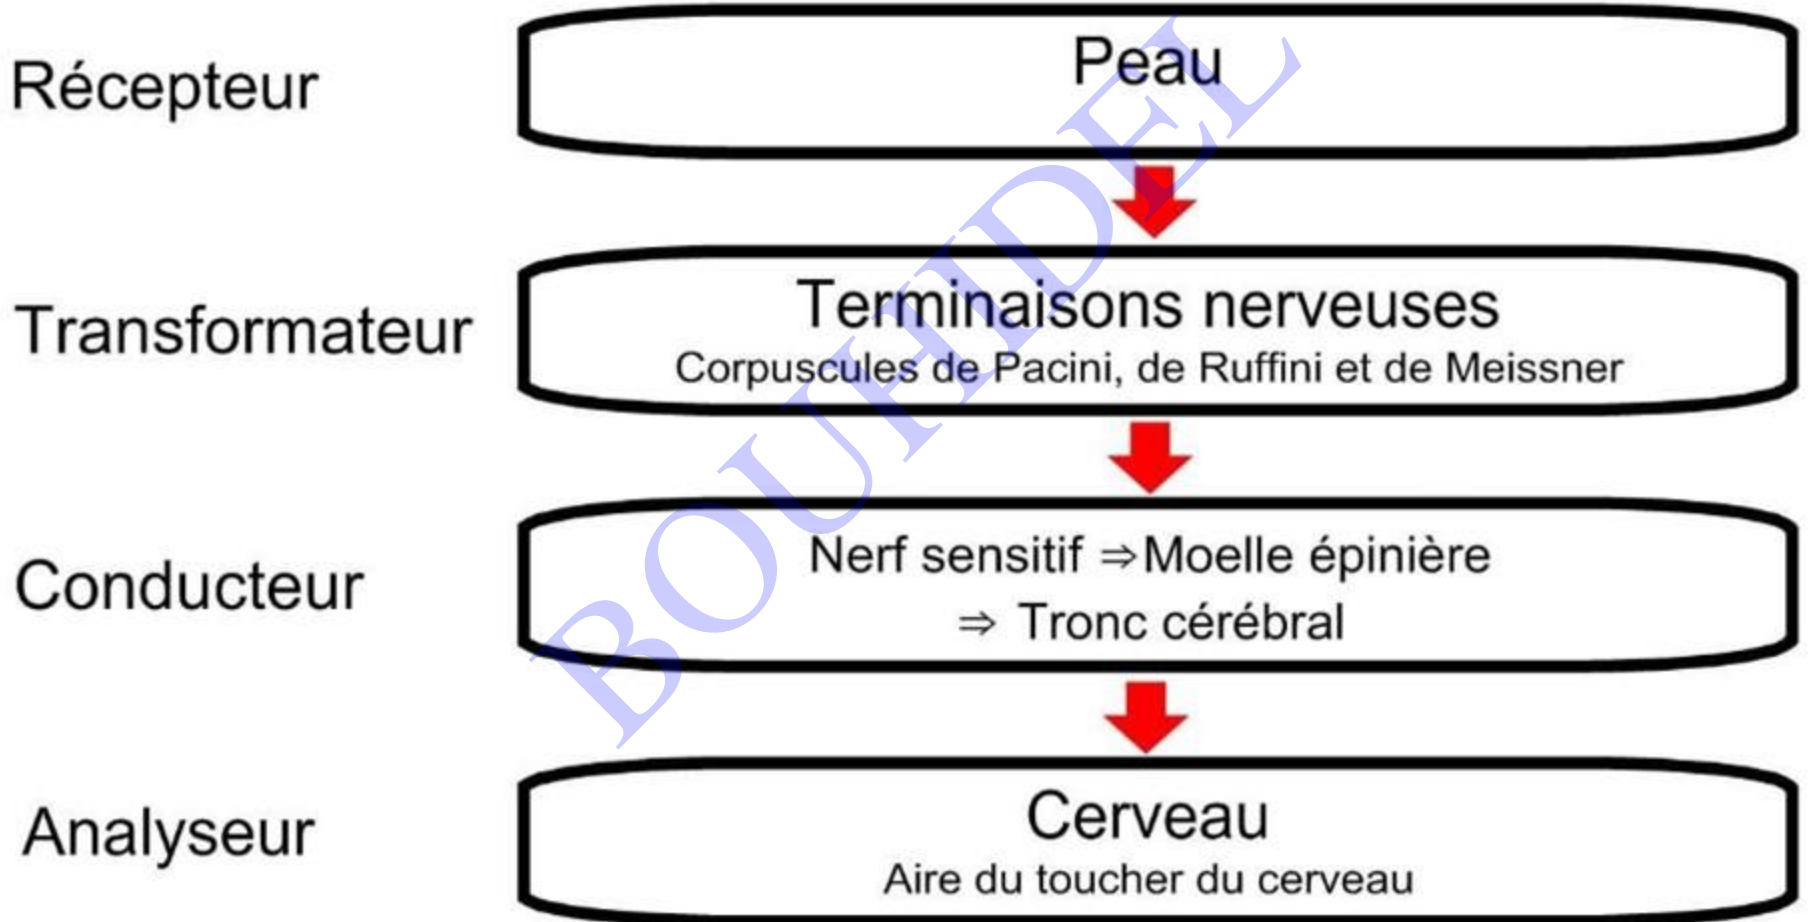 Récepteur
Peau
Transformateur
Terminaisons nerveuses
Corpuscules de Pacini, de Ruffini et de Meissner
Conducteur
Nerf sensitif ⇒Moelle épinière
⇒ Tronc cérébral
Analyseur
Cerveau
Aire du toucher du cerveau
BOUHIDEL